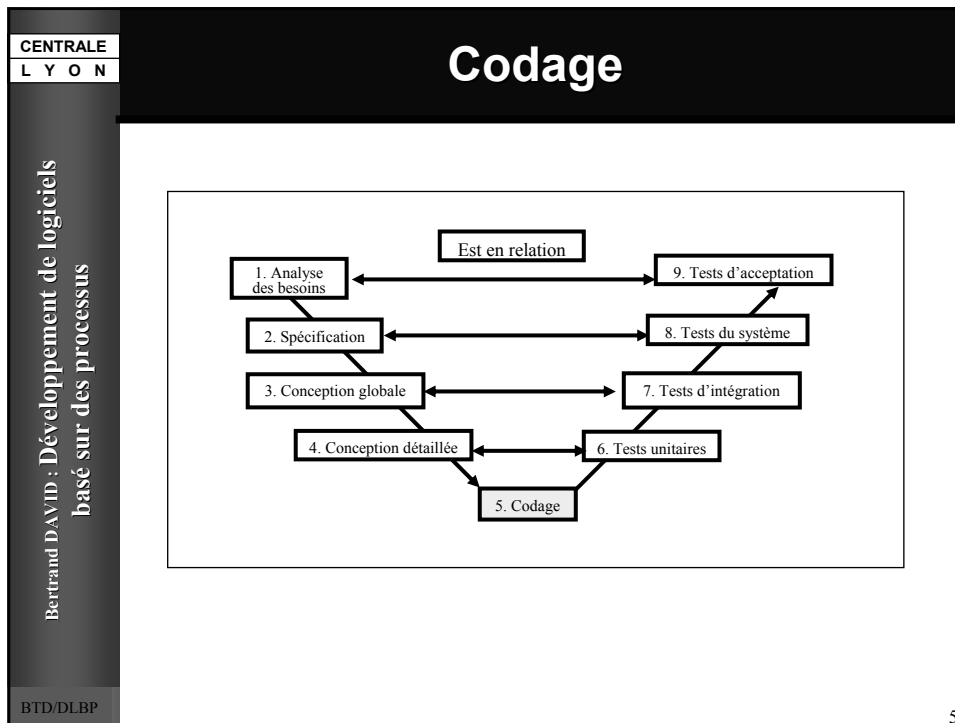 CENTRALE
L Y O N
Codage
Bertrand DAVID : Développement de logiciels
basé sur des processus
Est en relation
1. Analyse
des besoins
9. Tests d'acceptation
2. Spécification
8. Tests du système
3. Conception globale
7. Tests d'intégration
4. Conception détaillée
6. Tests unitaires
5. Codage
BTD/DLBP
5